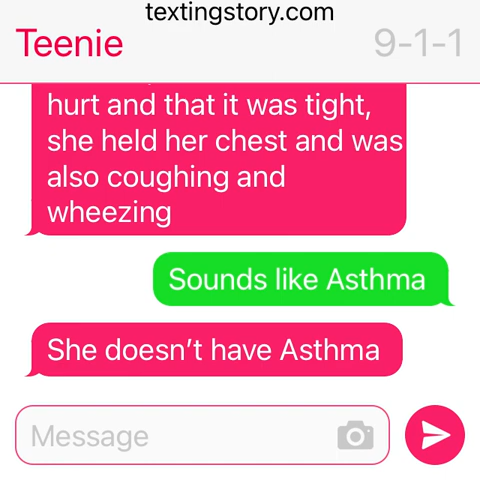 textingstory.com
Teenie 9-1-1
hurt and that it was tight,
she held her chest and was
also coughing and
wheezing
Sounds like Asthma
She doesn’t have Asthma
Message